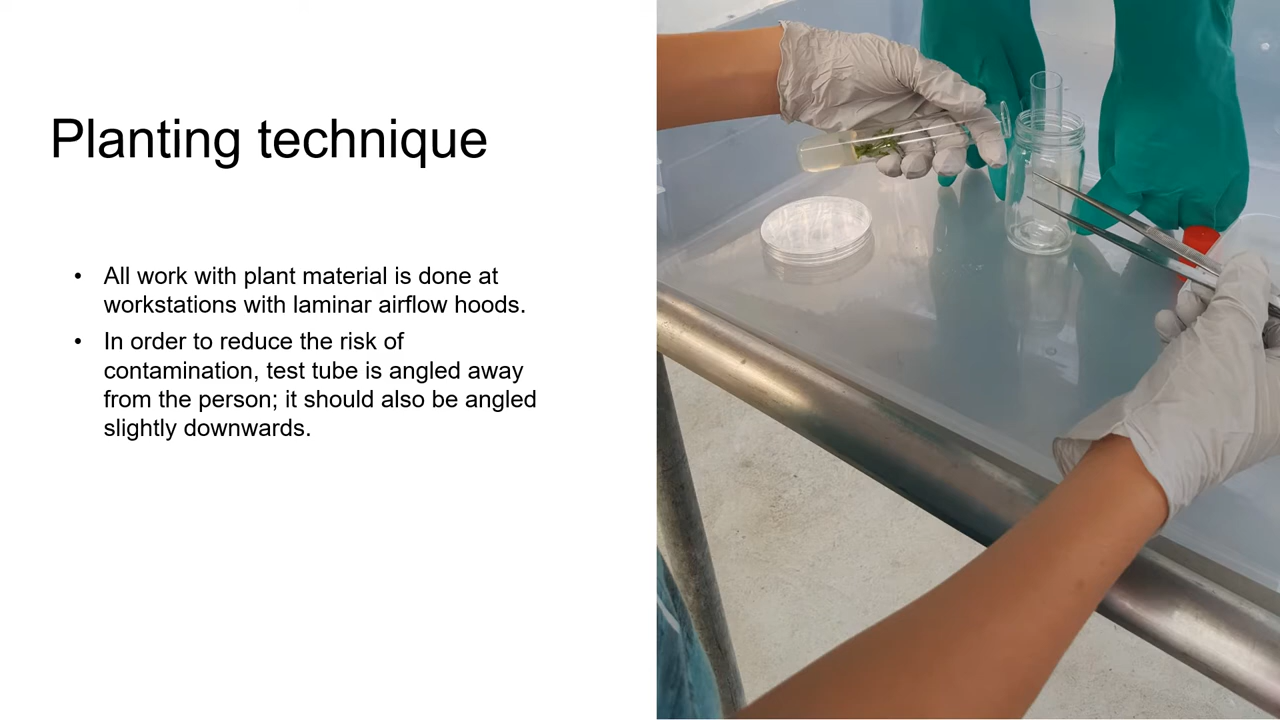 Planting technique
• All work with plant material is done at
workstations with laminar airflow hoods.
• In order to reduce the risk of
contamination, test tube is angled away
from the person; it should also be angled
slightly downwards.